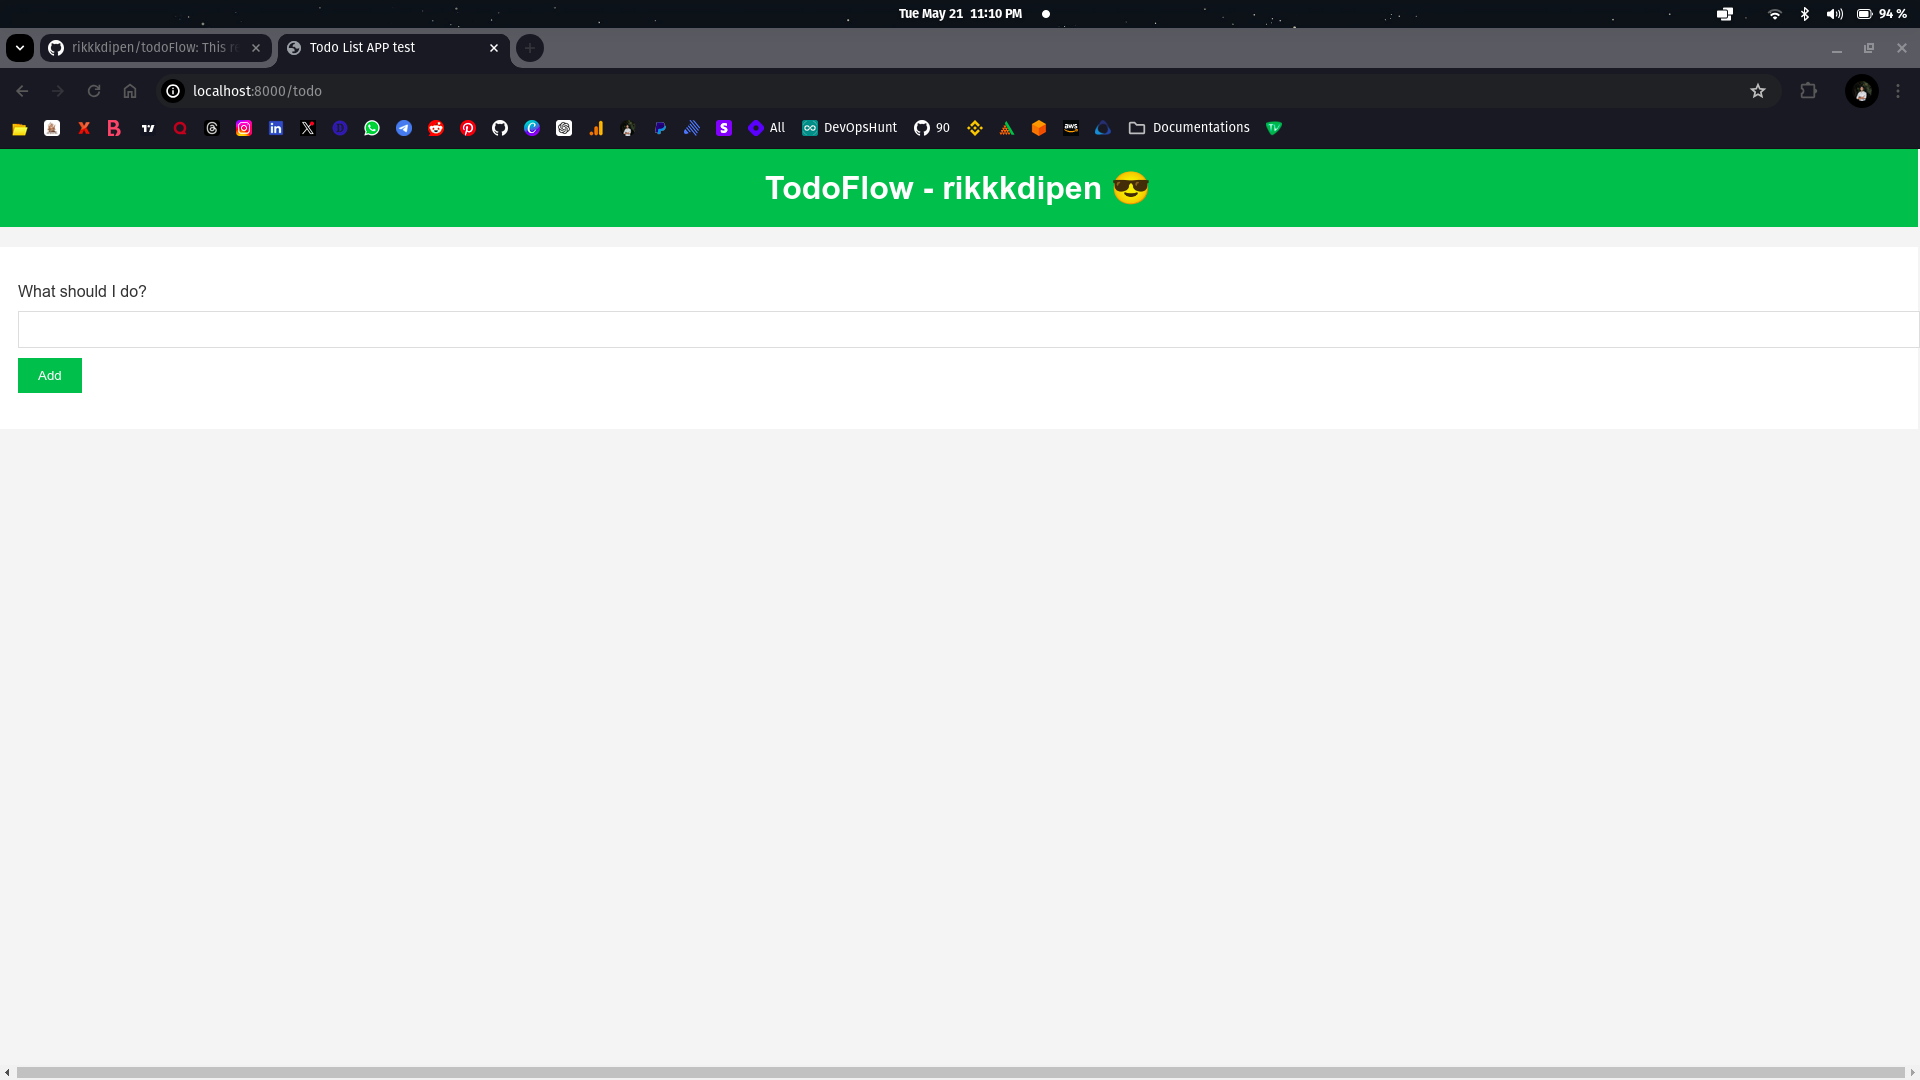 Tue May 21 11:10 PM
94 %
rikkkdipen/todoFlow: This r
Todo List APP test
localhost:8000/todo
All
DevOpsHunt
90
aws
Documentations
TodoFlow - rikkkdipen 😎
What should I do?
Add